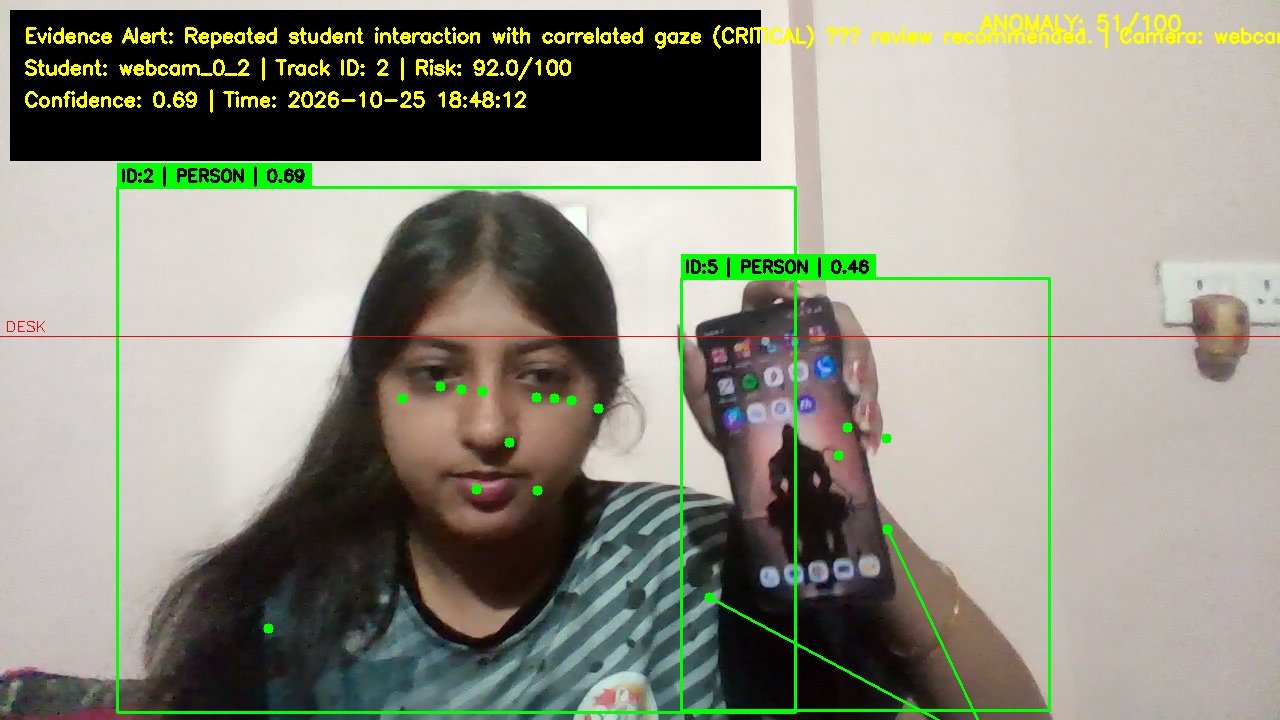 ANOMALY: 51/100
Evidence Alert: Repeated student interaction with correlated gaze (CRITICAL) ??? review recommended. | Camera: webca
Student: webcam_0_2 | Track ID: 2 | Risk: 92.0/100
Confidence: 0.69 | Time: 2026-10-25 18:48:12
ID:2 | PERSON | 0.69
ID:5 | PERSON | 0.46
DESK